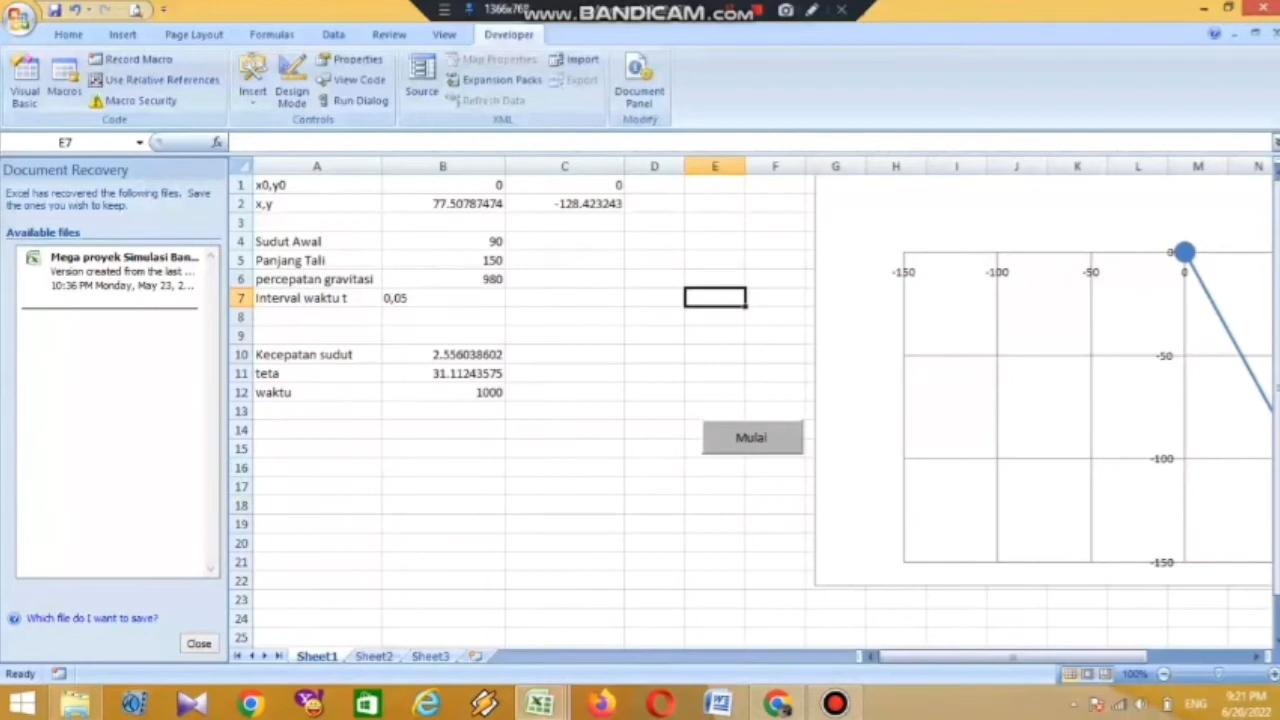 1366x768
www.BANDICAM.com
Home Insert Page Layout Formulas Data Review View Developer
Visual Basic
Macros
Record Macro
Use Relative References
Macro Security
Code
Insert
Design Mode
Properties
View Code
Run Dialog
Controls
Source
Map Properties
Expansion Packs
Refresh Data
Import
Export
XML
Document Panel
Modify
E7 fx
Document Recovery
Excel has recovered the following files. Save
the ones you wish to keep.
Available files
Mega proyek Simulasi Ban...
Version created from the last ...
10:36 PM Monday, May 23, 2...
Which file do I want to save?
Close
A B C D E F G H I J K L M N
1 x0,y0 0 0
2 x,y 77.50787474 -128.423243
3
4 Sudut Awal 90
5 Panjang Tali 150
6 percepatan gravitasi 980
7 Interval waktu t 0,05
8
9
10 Kecepatan sudut 2.556038602
11 teta 31.11243575
12 waktu 1000
13
14
15
16
17
18
19
20
21
22
23
24
25
Mulai
0
-150 -100 -50 0
-50
-100
-150
Sheet1 Sheet2 Sheet3
Ready
100%
ENG
9:21 PM
6/20/2022